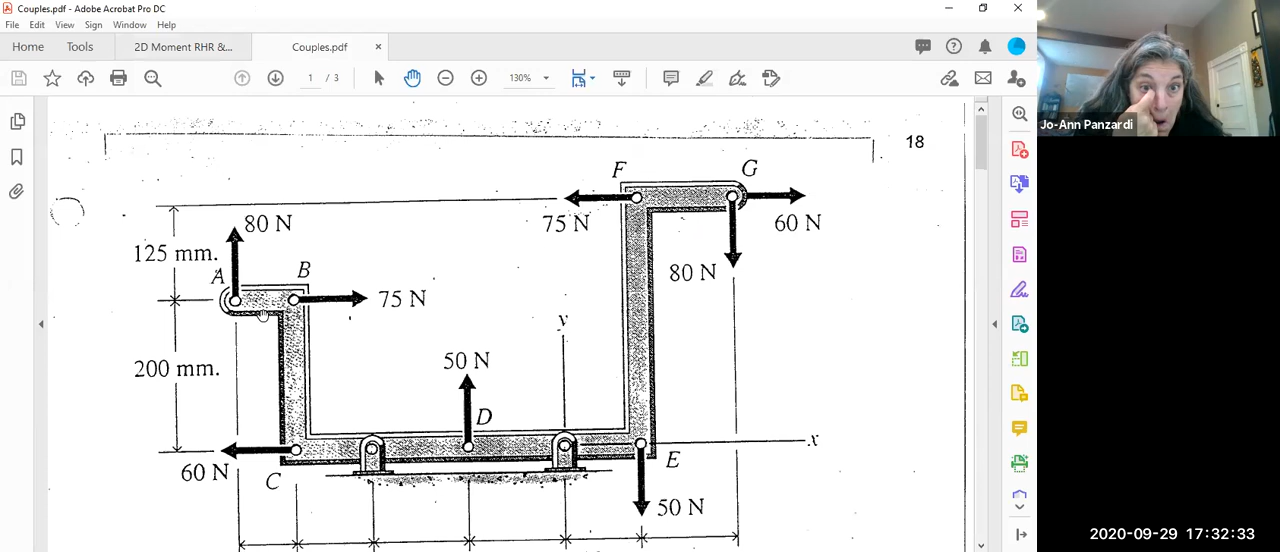 Couples.pdf - Adobe Acrobat Pro DC
File Edit View Sign Window Help
Home Tools 2D Moment RHR &... Couples.pdf ×
1 / 3 130%
Jo-Ann Panzardi
18
F G
75 N 60 N
80 N
125 mm.
80 N
A B
75 N
y
200 mm.
50 N
D
x
60 N
C
E
50 N
2020-09-29 17:32:33